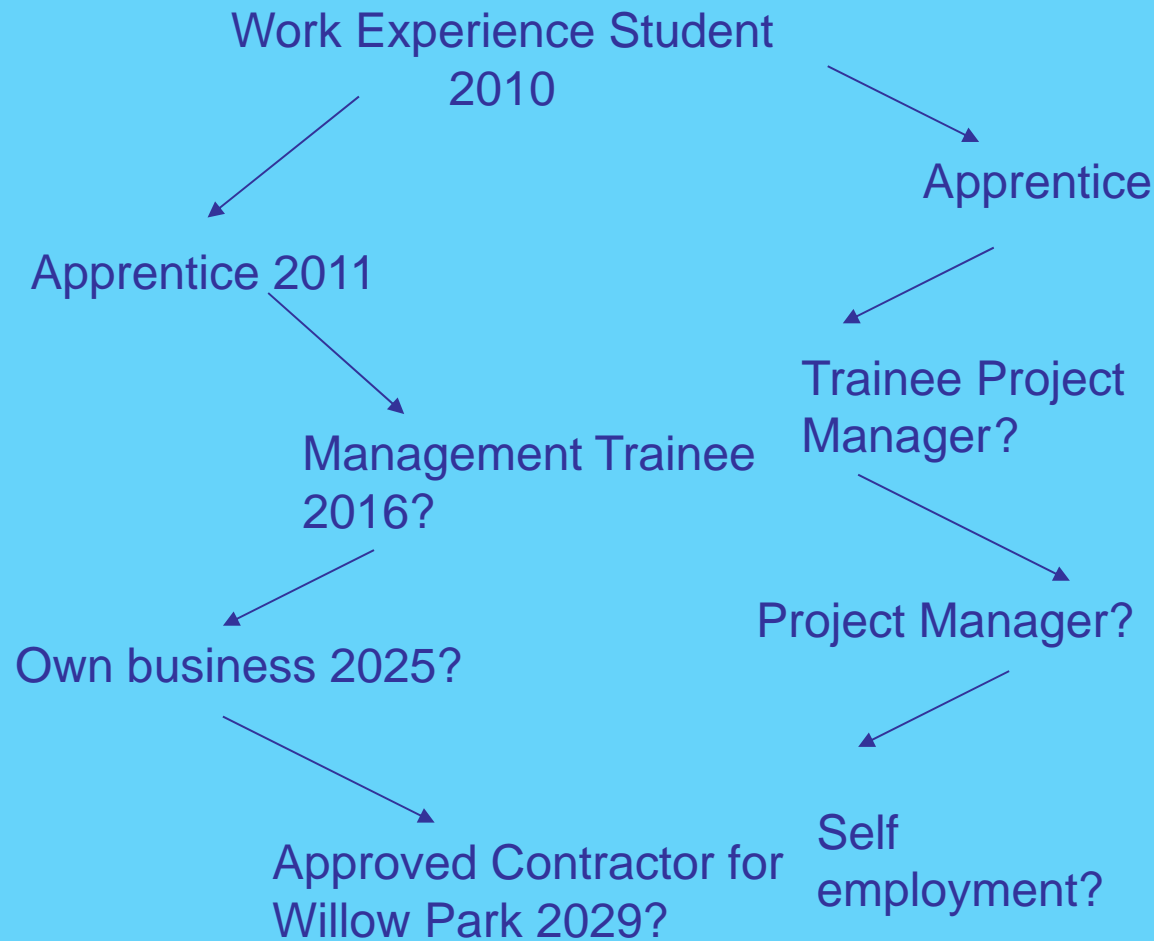 Work Experience Student
2010
Apprentice
Apprentice 2011
Trainee Project
Manager?
Management Trainee
2016?
Project Manager?
Own business 2025?
Self
employment?
Approved Contractor for
Willow Park 2029?